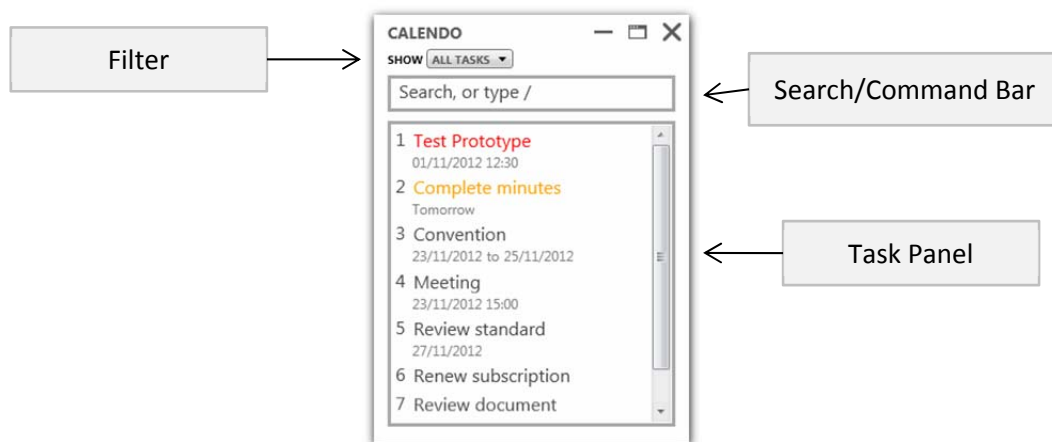 CALENDO
Filter
SHOW ALL TASKS
Search, or type /
Search/Command Bar
1 Test Prototype
01/11/2012 12:30
2 Complete minutes
Tomorrow
3 Convention
23/11/2012 to 25/11/2012
Task Panel
4 Meeting
23/11/2012 15:00
5 Review standard
27/11/2012
6 Renew subscription
7 Review document